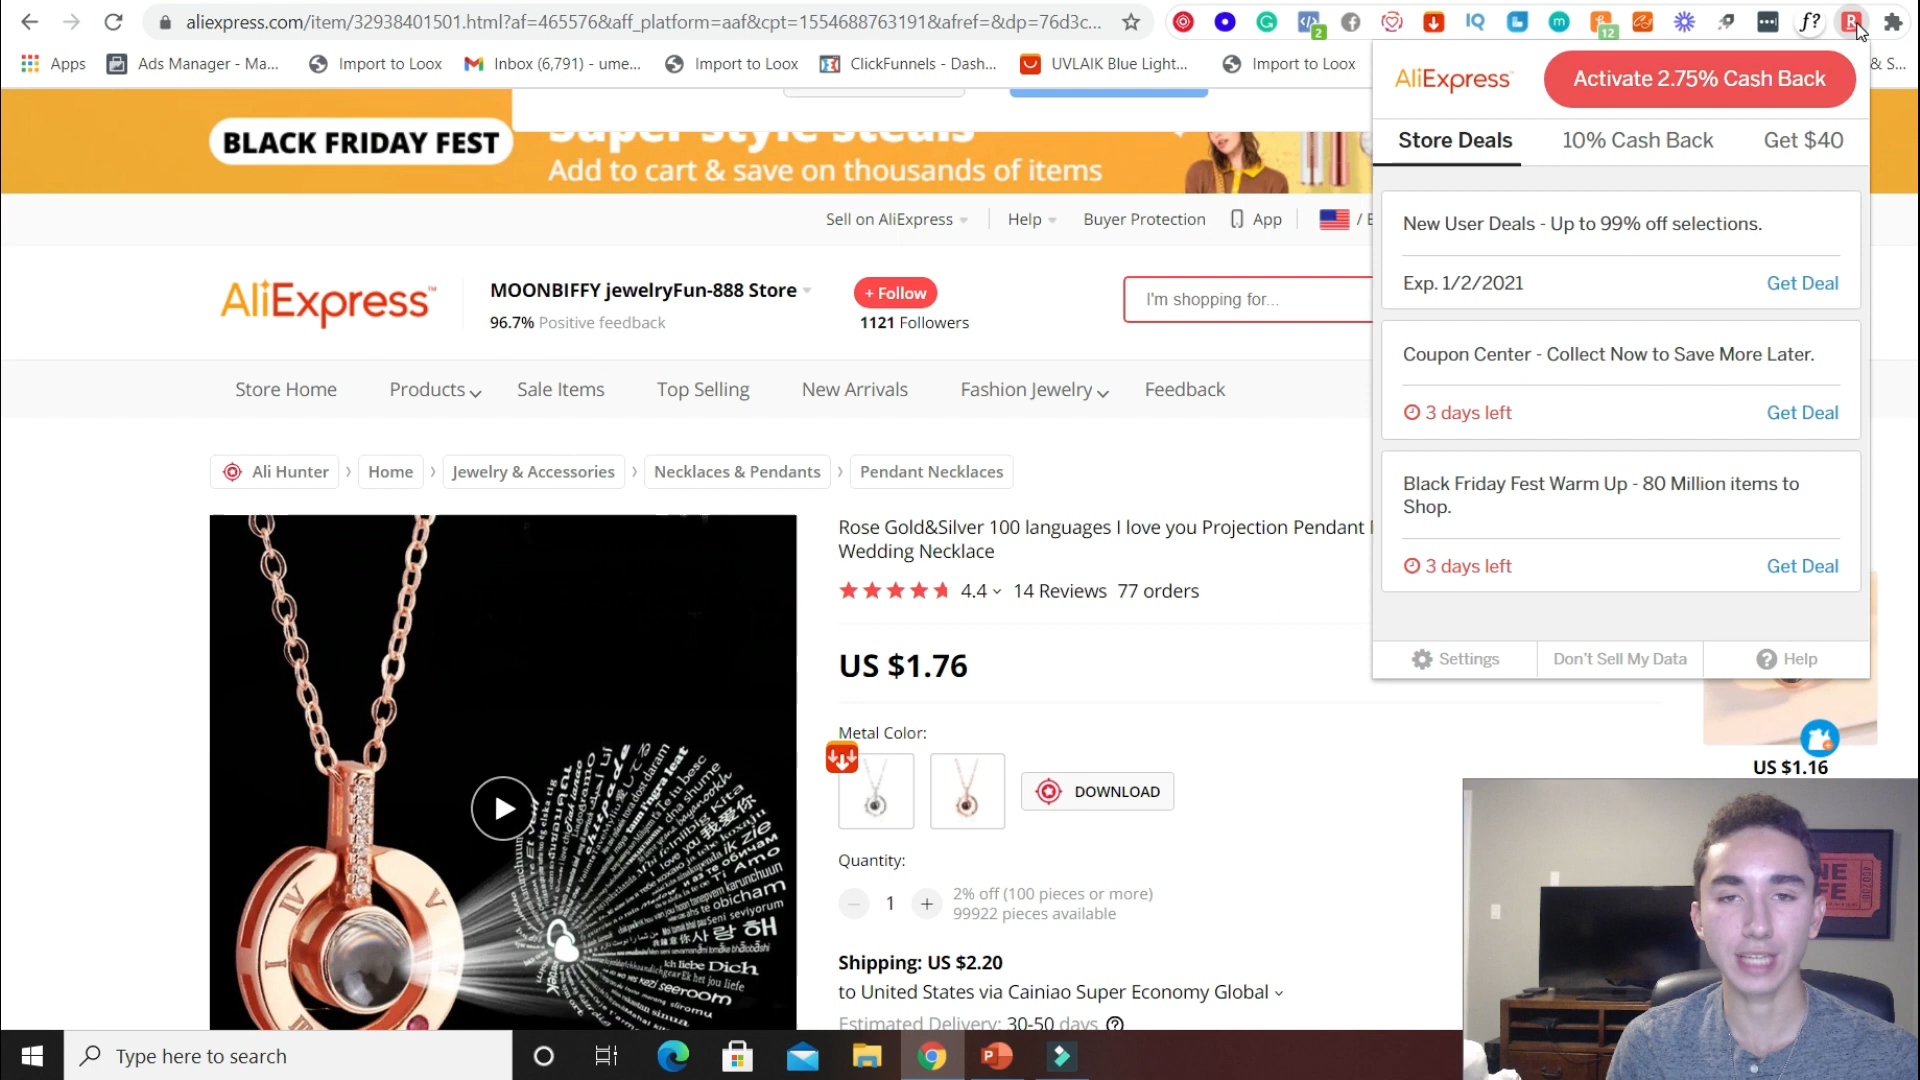 aliexpress.com/item/32938401501.html?af=465576&aff_platform=aaf&cpt=1554688763191&afref=&dp=76d3c...
2
IQ
m
12
f?
R
Apps
Ads Manager - Ma...
Import to Loox
Inbox (6,791) - ume...
Import to Loox
ClickFunnels - Dash...
UVLAIK Blue Light...
Import to Loox
& S...
AliExpress
Activate 2.75% Cash Back
Store Deals
10% Cash Back
Get $40
New User Deals - Up to 99% off selections.
Exp. 1/2/2021
Get Deal
Coupon Center - Collect Now to Save More Later.
3 days left
Get Deal
Black Friday Fest Warm Up - 80 Million items to
Shop.
3 days left
Get Deal
Settings
Don't Sell My Data
Help
BLACK FRIDAY FEST
Super style steals
Add to cart & save on thousands of items
Sell on AliExpress
Help
Buyer Protection
App
/ E
AliExpress™
MOONBIFFY jewelryFun-888 Store
96.7% Positive feedback
+ Follow
1121 Followers
I'm shopping for...
Store Home
Products
Sale Items
Top Selling
New Arrivals
Fashion Jewelry
Feedback
Ali Hunter
Home
Jewelry & Accessories
Necklaces & Pendants
Pendant Necklaces
Rose Gold&Silver 100 languages I love you Projection Pendant
Wedding Necklace
4.4
14 Reviews
77 orders
US $1.76
Metal Color:
DOWNLOAD
Quantity:
1
2% off (100 pieces or more)
99922 pieces available
Shipping: US $2.20
to United States via Cainiao Super Economy Global
Estimated Delivery: 30-50 days
US $1.16
Type here to search